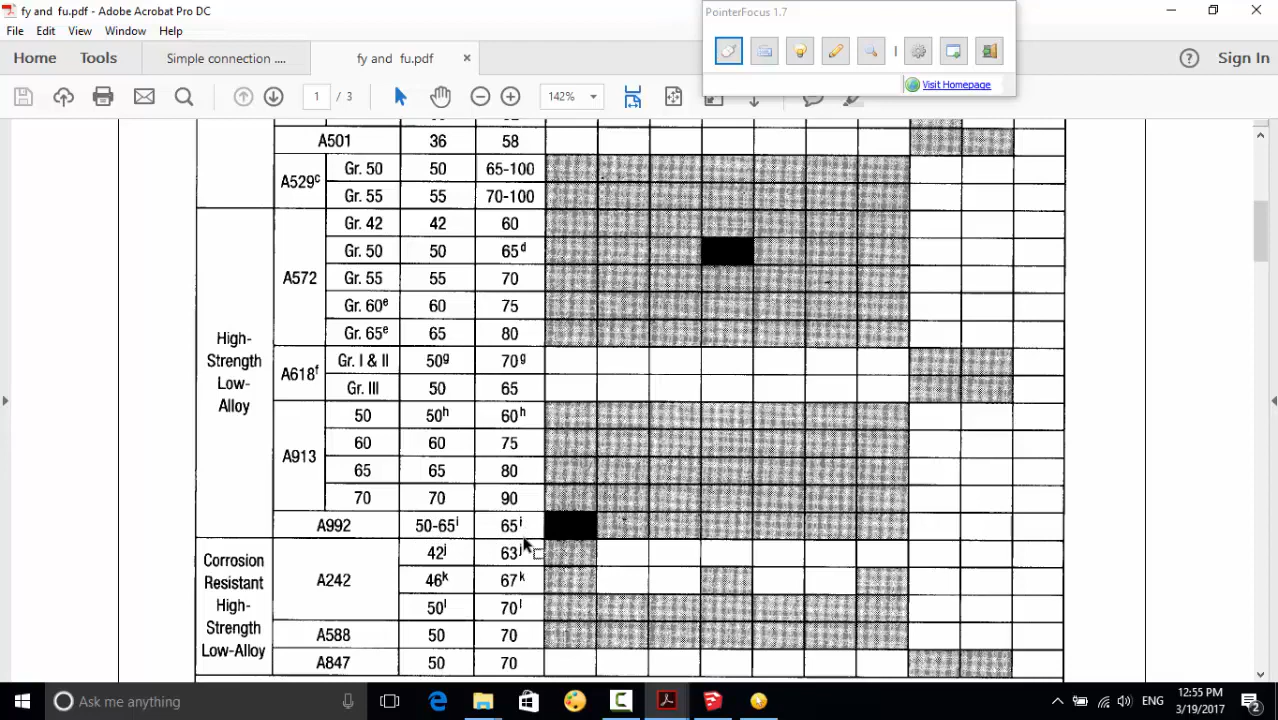 fy and fu.pdf - Adobe Acrobat Pro DC
PointerFocus 1.7
File Edit View Window Help
Home Tools Simple connection .... fy and fu.pdf × Sign In
1 / 3 142%
Visit Homepage
A501 36 58
A529c Gr. 50 50 65-100
Gr. 55 55 70-100
High-Strength Low-Alloy
A572 Gr. 42 42 60
Gr. 50 50 65d
Gr. 55 55 70
Gr. 60e 60 75
Gr. 65e 65 80
A618f Gr. I & II 50g 70g
Gr. III 50 65
A913 50 50h 60h
60 60 75
65 65 80
70 70 90
A992 50-65i 65i
Corrosion Resistant High-Strength Low-Alloy
A242 42j 63j
46k 67k
50l 70l
A588 50 70
A847 50 70
Ask me anything ENG 12:55 PM
3/19/2017 2